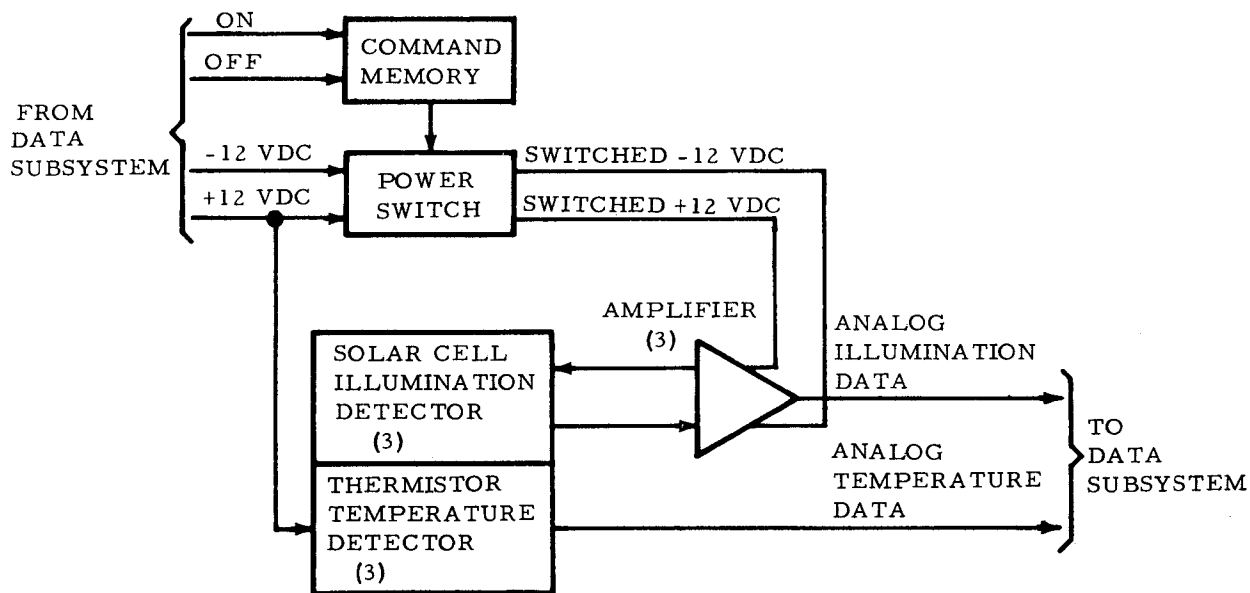 ON
OFF
COMMAND
MEMORY
FROM
DATA
SUBSYSTEM
-12 VDC
+12 VDC
POWER
SWITCH
SWITCHED -12 VDC
SWITCHED +12 VDC
AMPLIFIER
(3)
SOLAR CELL
ILLUMINATION
DETECTOR
(3)
THERMISTOR
TEMPERATURE
DETECTOR
(3)
ANALOG
ILLUMINATION
DATA
ANALOG
TEMPERATURE
DATA
TO
DATA
SUBSYSTEM